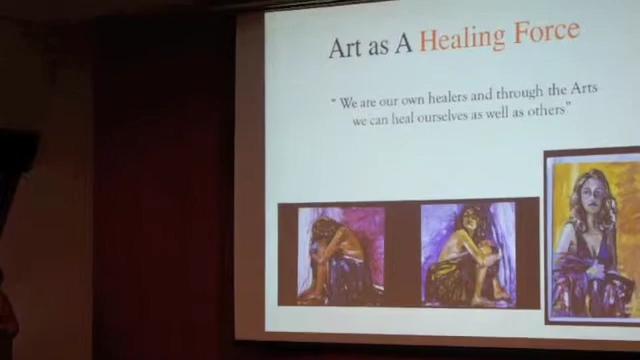 Art as A Healing Force
" We are our own healers and through the Arts
we can heal ourselves as well as others"